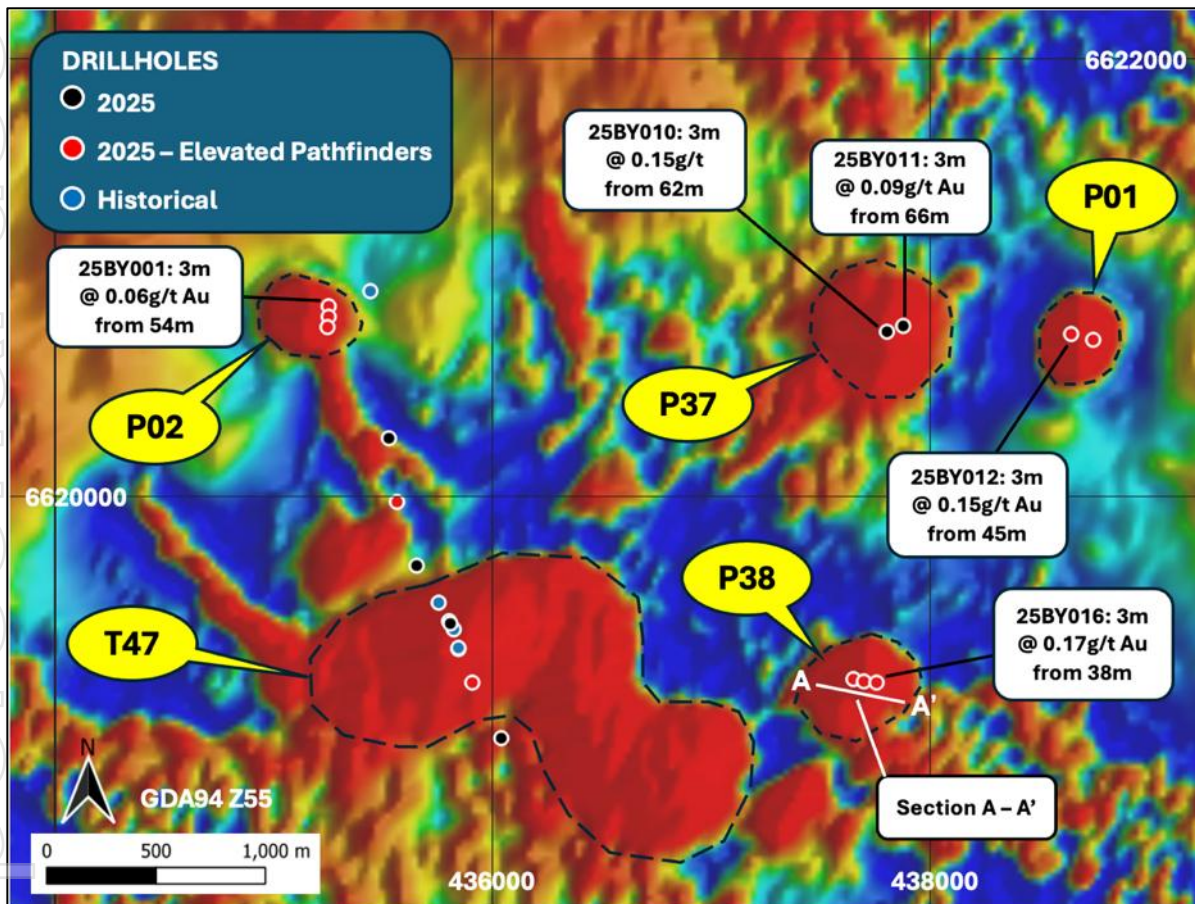 DRILLHOLES
2025
2025 – Elevated Pathfinders
Historical
6622000
25BY010: 3m
@ 0.15g/t
from 62m
25BY011: 3m
@ 0.09g/t Au
from 66m
P01
25BY001: 3m
@ 0.06g/t Au
from 54m
P02
P37
25BY012: 3m
@ 0.15g/t Au
from 45m
6620000
P38
T47
25BY016: 3m
@ 0.17g/t Au
from 38m
A
A'
N
GDA94 Z55
Section A – A'
0 500 1,000 m
436000
438000